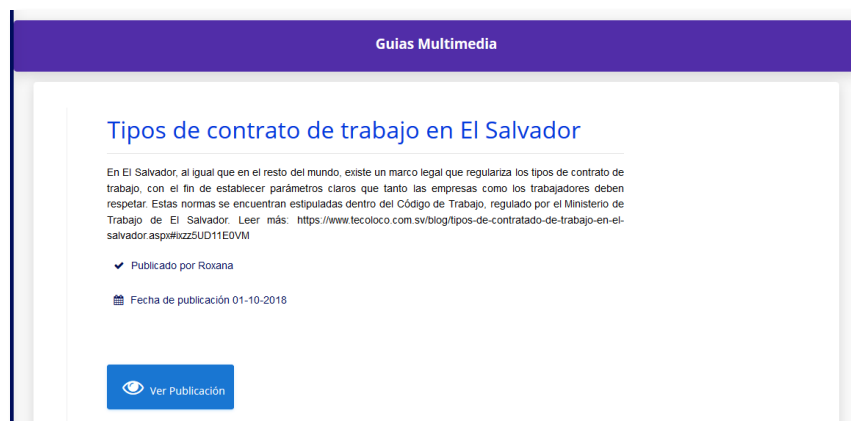 Guias Multimedia
Tipos de contrato de trabajo en El Salvador
En El Salvador, al igual que en el resto del mundo, existe un marco legal que regulariza los tipos de contrato de
trabajo, con el fin de establecer parámetros claros que tanto las empresas como los trabajadores deben
respetar. Estas normas se encuentran estipuladas dentro del Código de Trabajo, regulado por el Ministerio de
Trabajo de El Salvador. Leer más: https://www.tecoloco.com.sv/blog/tipos-de-contratado-de-trabajo-en-el-
salvador.aspx#ixzz5UD11E0VM
Publicado por Roxana
Fecha de publicación 01-10-2018
Ver Publicación